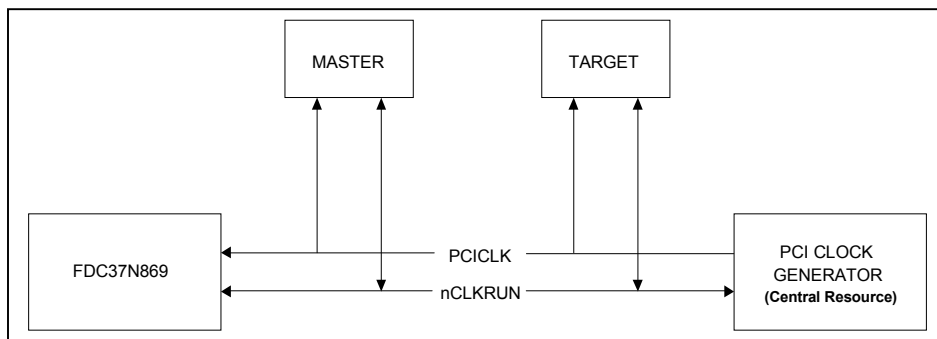 MASTER
TARGET
FDC37N869
PCICLK
nCLKRUN
PCI CLOCK
GENERATOR
(Central Resource)